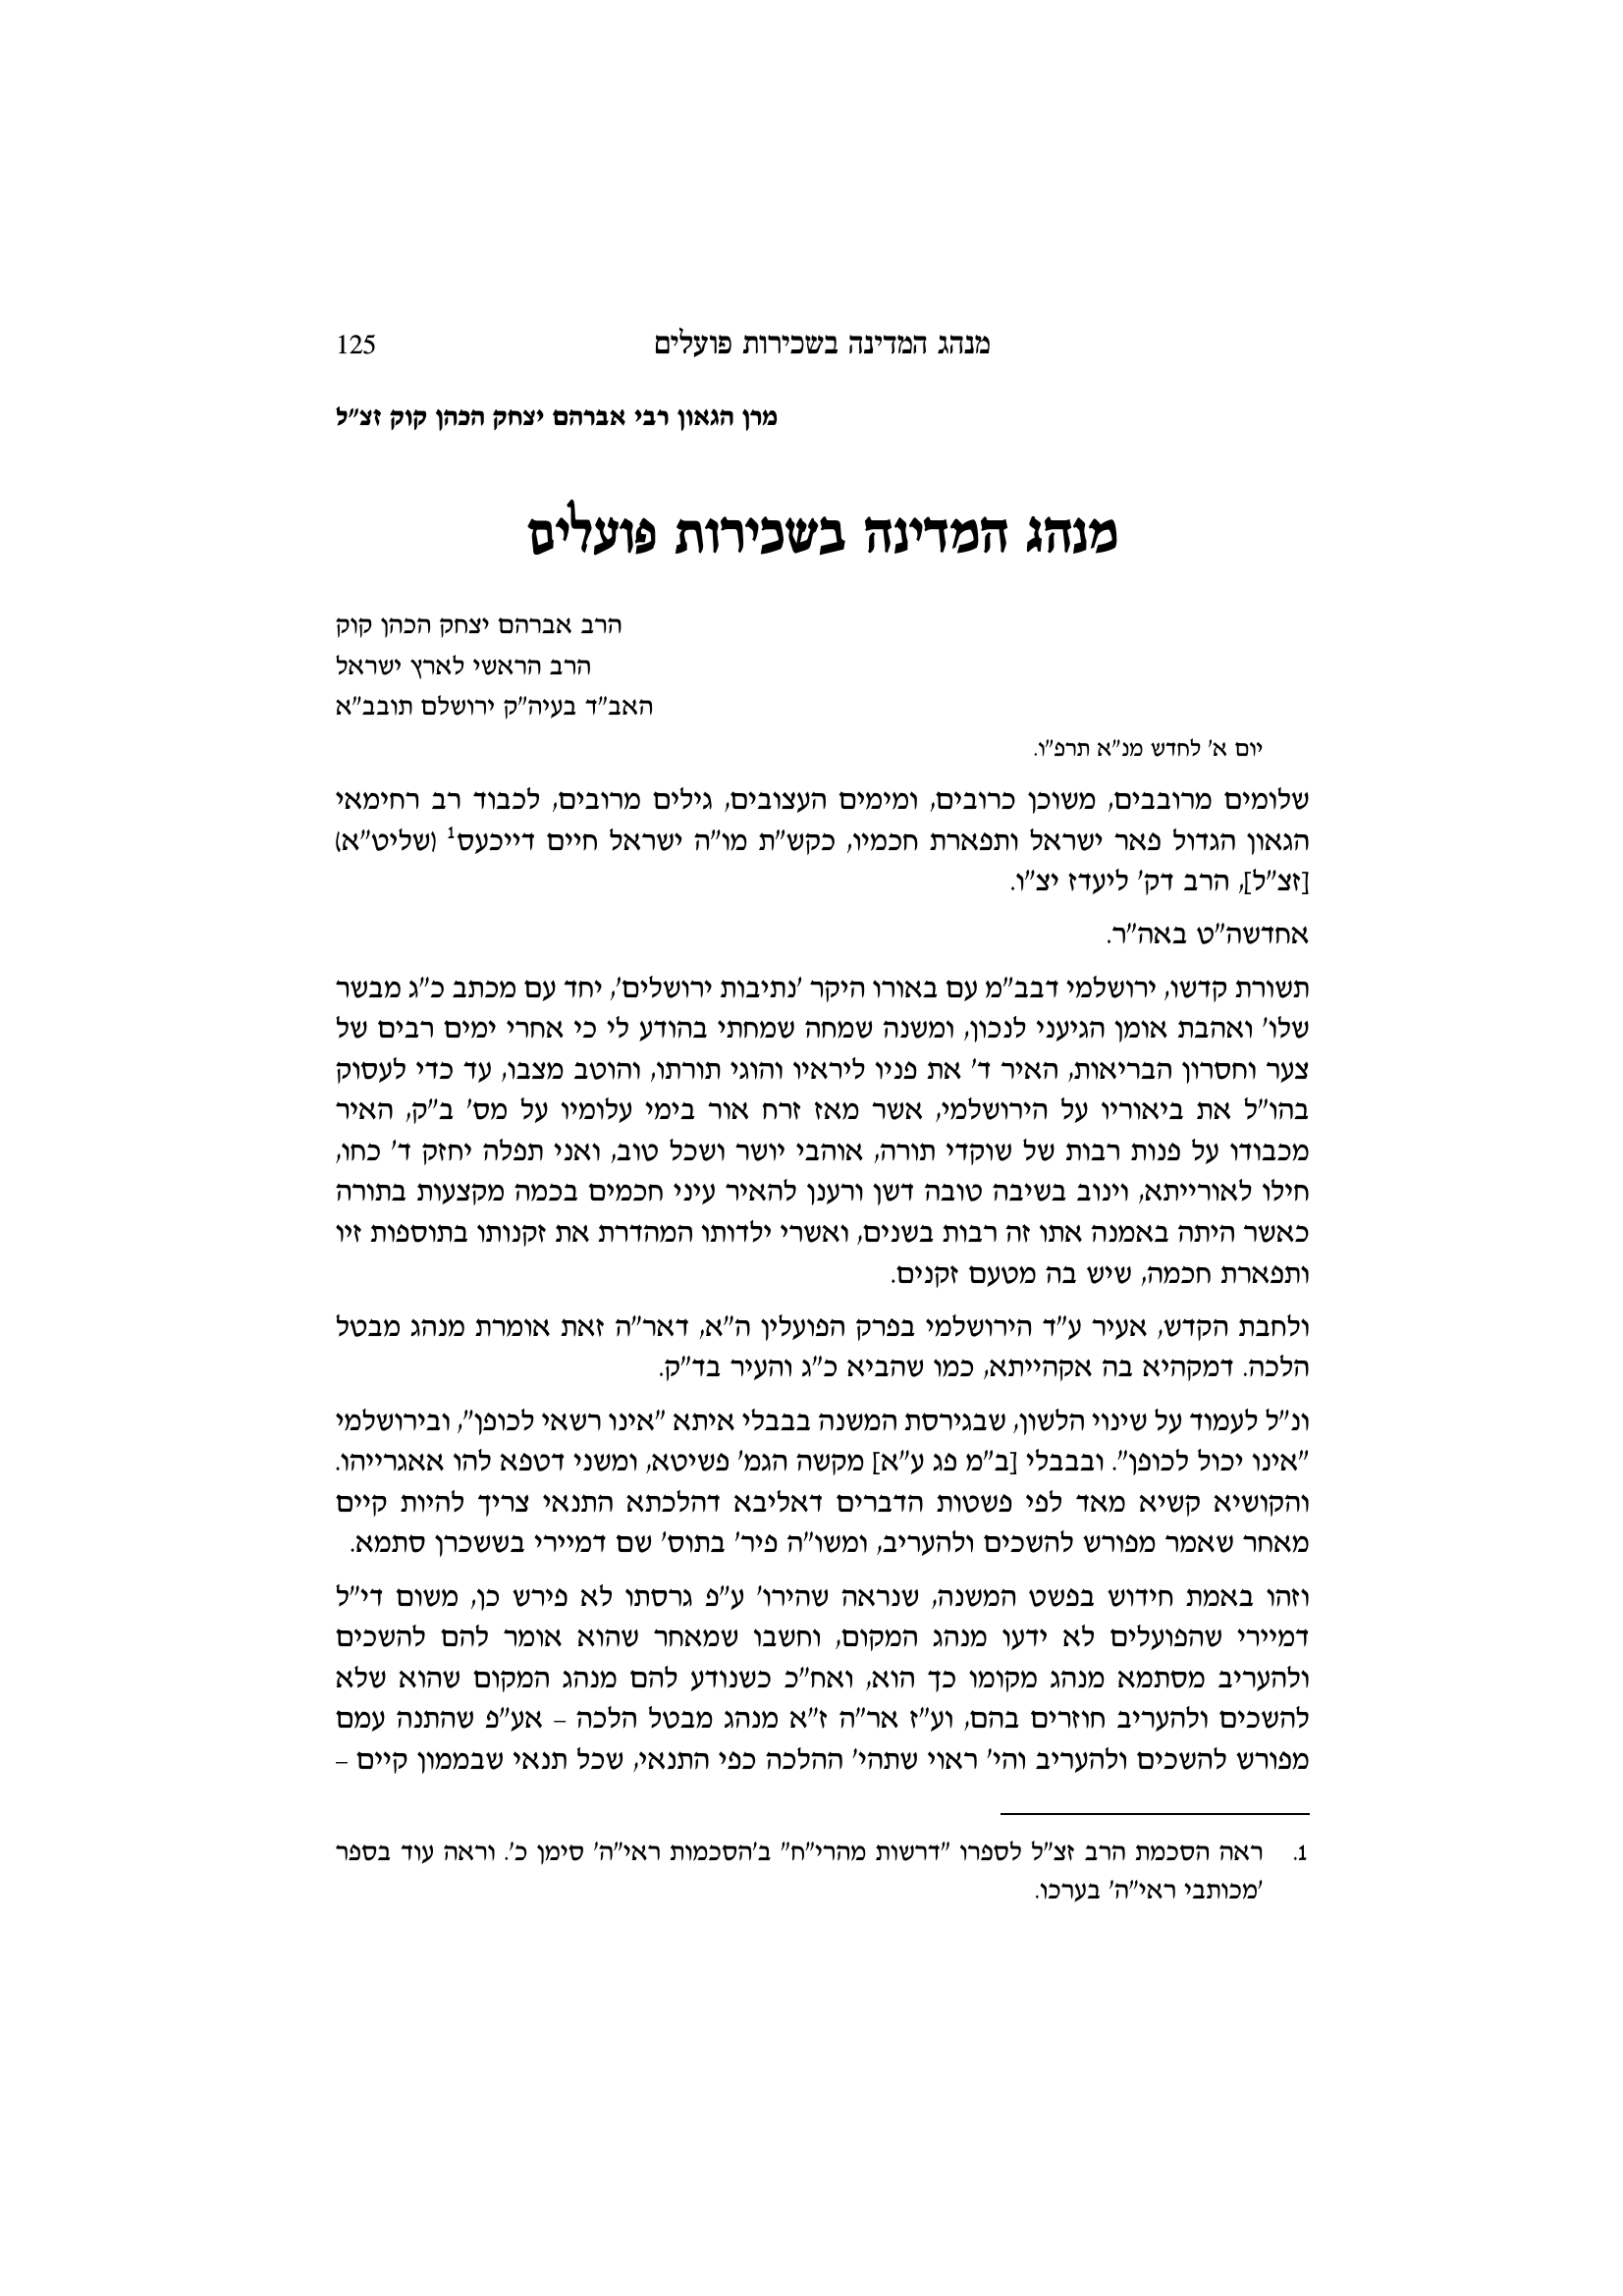 מנהג המדינה בשכירות פועלים 125
מרן הגאון רבי אברהם יצחק הכהן קוק זצ"ל
מנהג המדינה בשכירות פועלים
הרב אברהם יצחק הכהן קוק
הרב הראשי לארץ ישראל
האב"ד בעיה"ק ירושלם תובב"א
יום א' לחדש מנ"א תרפ"ו.
שלומים מרובבים, משוכן כרובים, ומימים העצובים, גילים מרובים, לכבוד רב רחימאי
הגאון הגדול פאר ישראל ותפארת חכמיו, כקש"ת מו"ה ישראל חיים דייכעס1 (שליט"א)
[זצ"ל], הרב דק' ליעדז יצ"ו.
אחדשה"ט באה"ר.
תשורת קדשו, ירושלמי דבב"מ עם באורו היקר 'נתיבות ירושלים', יחד עם מכתב כ"ג מבשר
שלו' ואהבת אומן הגיעני לנכון, ומשנה שמחה שמחתי בהודע לי כי אחרי ימים רבים של
צער וחסרון הבריאות, האיר ד' את פניו ליראיו והוגי תורתו, והוטב מצבו, עד כדי לעסוק
בהו"ל את ביאוריו על הירושלמי, אשר מאז זרח אור בימי עלומיו על מס' ב"ק, האיר
מכבודו על פנות רבות של שוקדי תורה, אוהבי יושר ושכל טוב, ואני תפלה יחזק ד' כחו,
חילו לאורייתא, וינוב בשיבה טובה דשן ורענן להאיר עיני חכמים בכמה מקצעות בתורה
כאשר היתה באמנה אתו זה רבות בשנים, ואשרי ילדותו המהדרת את זקנותו בתוספות זיו
ותפארת חכמה, שיש בה מטעם זקנים.
ולחבת הקדש, אעיר ע"ד הירושלמי בפרק הפועלין ה"א, דאר"ה זאת אומרת מנהג מבטל
הלכה. דמקהיא בה אקהייתא, כמו שהביא כ"ג והעיר בד"ק.
ונ"ל לעמוד על שינוי הלשון, שבגירסת המשנה בבבלי איתא "אינו רשאי לכופן", ובירושלמי
"אינו יכול לכופן". ובבבלי [ב"מ פג ע"א] מקשה הגמ' פשיטא, ומשני דטפא להו אאגרייהו.
והקושיא קשיא מאד לפי פשטות הדברים דאליבא דהלכתא התנאי צריך להיות קיים
מאחר שאמר מפורש להשכים ולהעריב, ומשו"ה פיר' בתוס' שם דמיירי בששכרן סתמא.
וזהו באמת חידוש בפשט המשנה, שנראה שהירו' ע"פ גרסתו לא פירש כן, משום די"ל
דמיירי שהפועלים לא ידעו מנהג המקום, וחשבו שמאחר שהוא אומר להם להשכים
ולהעריב מסתמא מנהג מקומו כך הוא, ואח"כ כשנודע להם מנהג המקום שהוא שלא
להשכים ולהעריב חוזרים בהם, וע"ז אר"ה ז"א מנהג מבטל הלכה – אע"פ שהתנה עמם
מפורש להשכים ולהעריב והי' ראוי שתהי' ההלכה כפי התנאי, שכל תנאי שבממון קיים –
1. ראה הסכמת הרב זצ"ל לספרו "דרשות מהרי"ח" ב'הסכמות ראי"ה' סימן כ'. וראה עוד בספר
'מכותבי ראי"ה' בערכו.